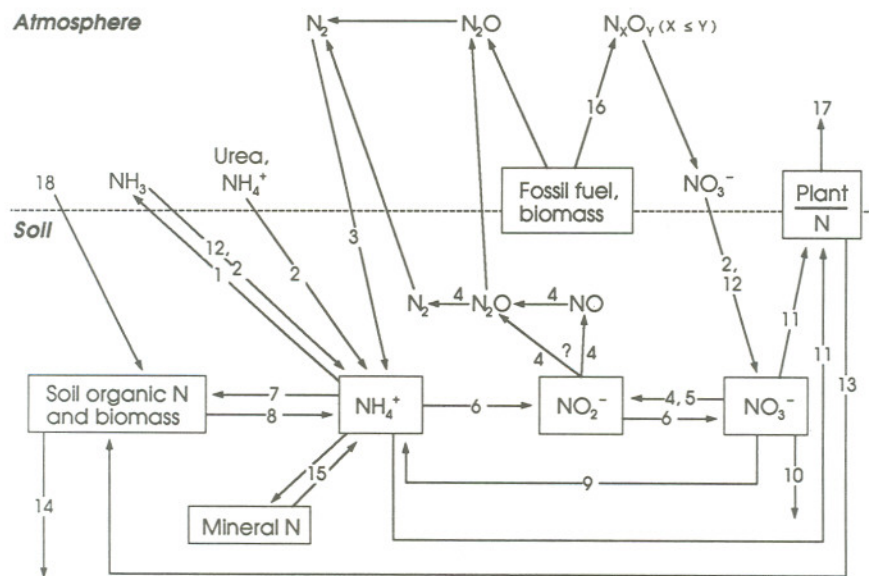 Atmosphere
N₂
N₂O
NₓOᵧ (X ≤ Y)
16
17
Urea,
NH₄⁺
18
NH₃
Fossil fuel,
biomass
NO₃⁻
Plant
N
Soil
3
12,
2
1
2
2,
12
N₂
4
N₂O
4
NO
4
?
4
11
11
13
Soil organic N
and biomass
7
8
NH₄⁺
6
NO₂⁻
4, 5
6
NO₃⁻
15
9
10
14
Mineral N